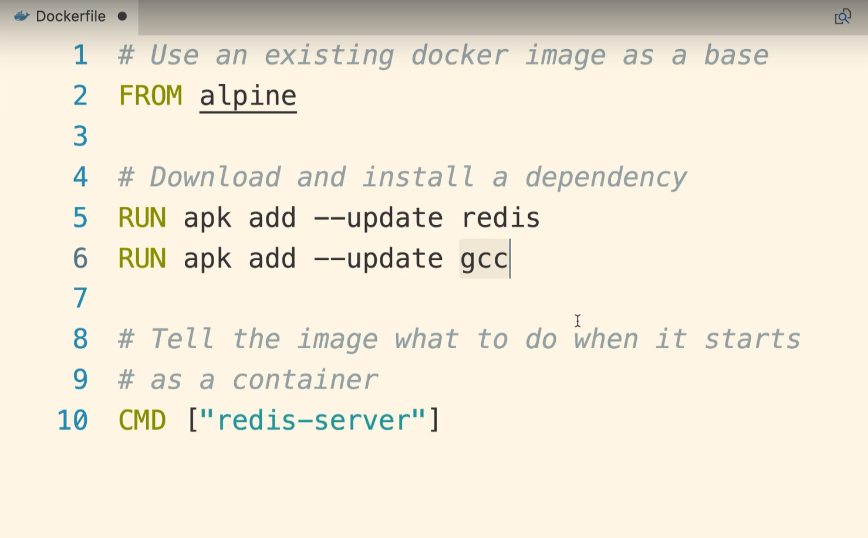 Dockerfile
1 # Use an existing docker image as a base
2 FROM alpine
3
4 # Download and install a dependency
5 RUN apk add --update redis
6 RUN apk add --update gcc
7
8 # Tell the image what to do when it starts
9 # as a container
10 CMD ["redis-server"]